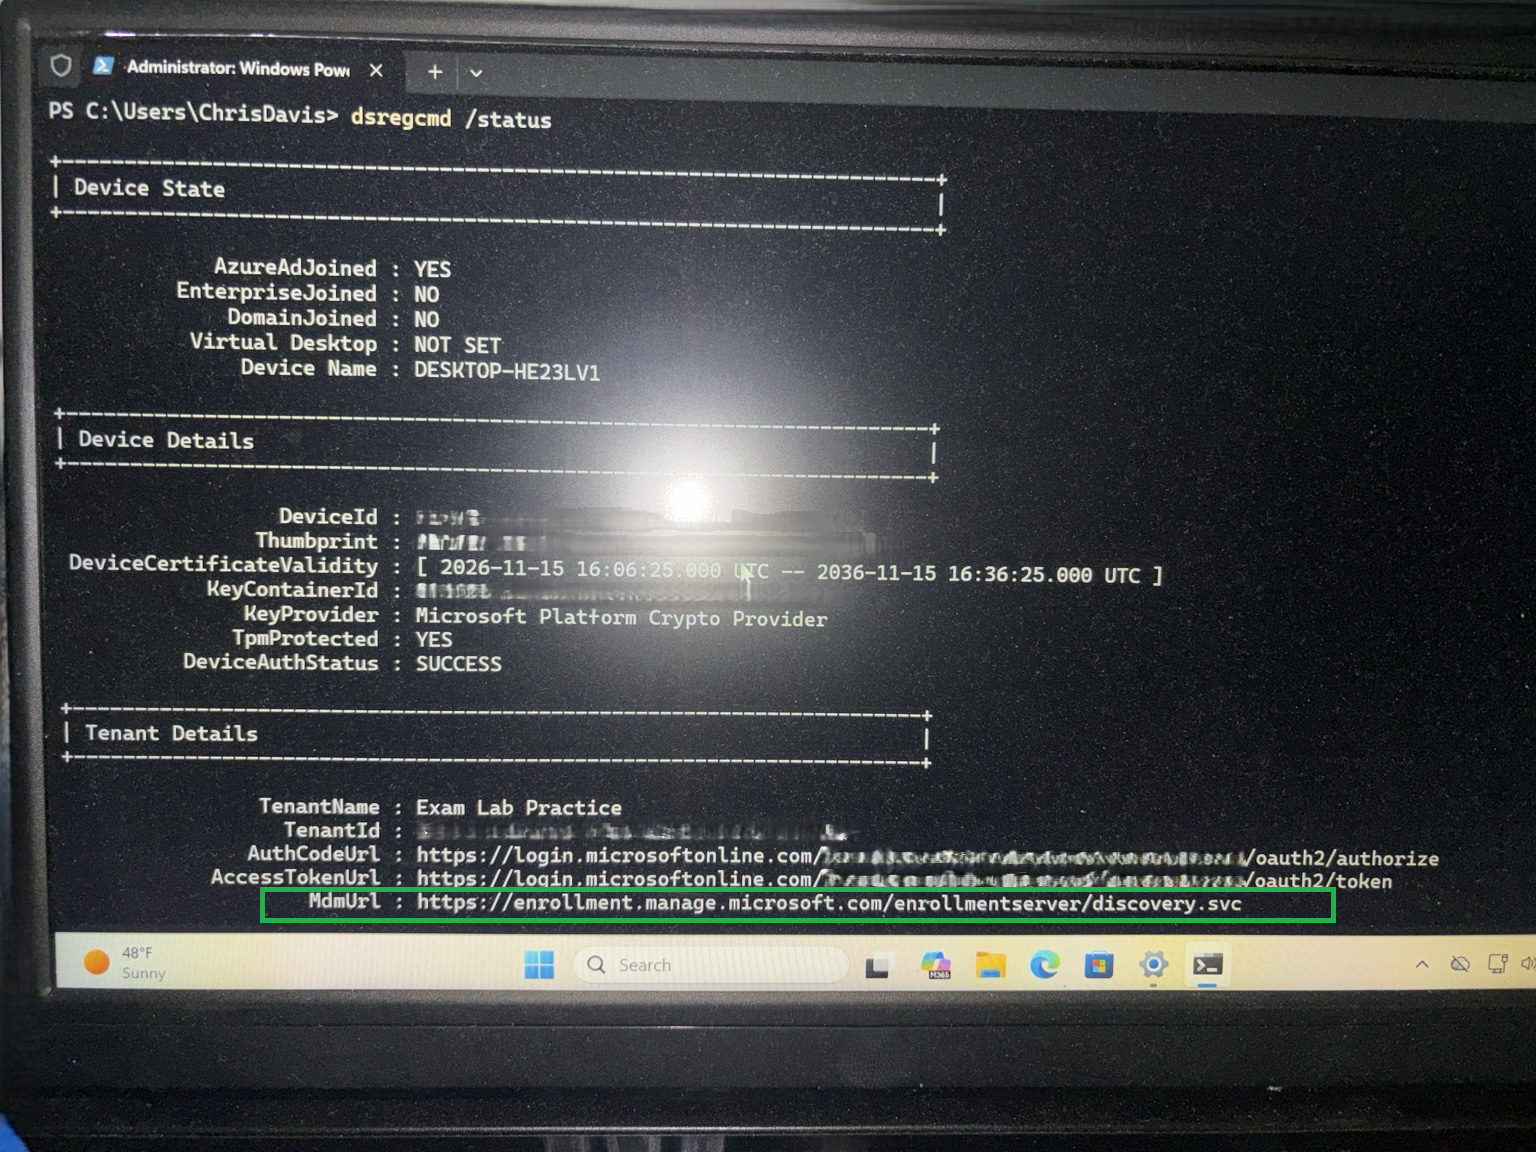 Administrator: Windows Pow
PS C:\Users\ChrisDavis> dsregcmd /status
Device State
AzureAdJoined : YES
EnterpriseJoined : NO
DomainJoined : NO
Virtual Desktop : NOT SET
Device Name : DESKTOP-HE23LV1
Device Details
DeviceId :
Thumbprint :
DeviceCertificateValidity : [ 2026-11-15 16:06:25.000 UTC -- 2036-11-15 16:36:25.000 UTC ]
KeyContainerId :
KeyProvider : Microsoft Platform Crypto Provider
TpmProtected : YES
DeviceAuthStatus : SUCCESS
Tenant Details
TenantName : Exam Lab Practice
TenantId :
AuthCodeUrl : https://login.microsoftonline.com/ /oauth2/authorize
AccessTokenUrl : https://login.microsoftonline.com/ /oauth2/token
MdmUrl : https://enrollment.manage.microsoft.com/enrollmentserver/discovery.svc
48°F
Sunny
Search
M365